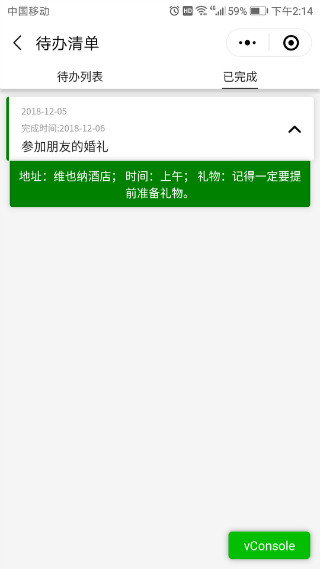 中国移动 HD 59% 下午2:14
待办清单
待办列表 已完成
2018-12-05
完成时间:2018-12-06
参加朋友的婚礼
地址：维也纳酒店； 时间：上午； 礼物：记得一定要提
前准备礼物。
vConsole